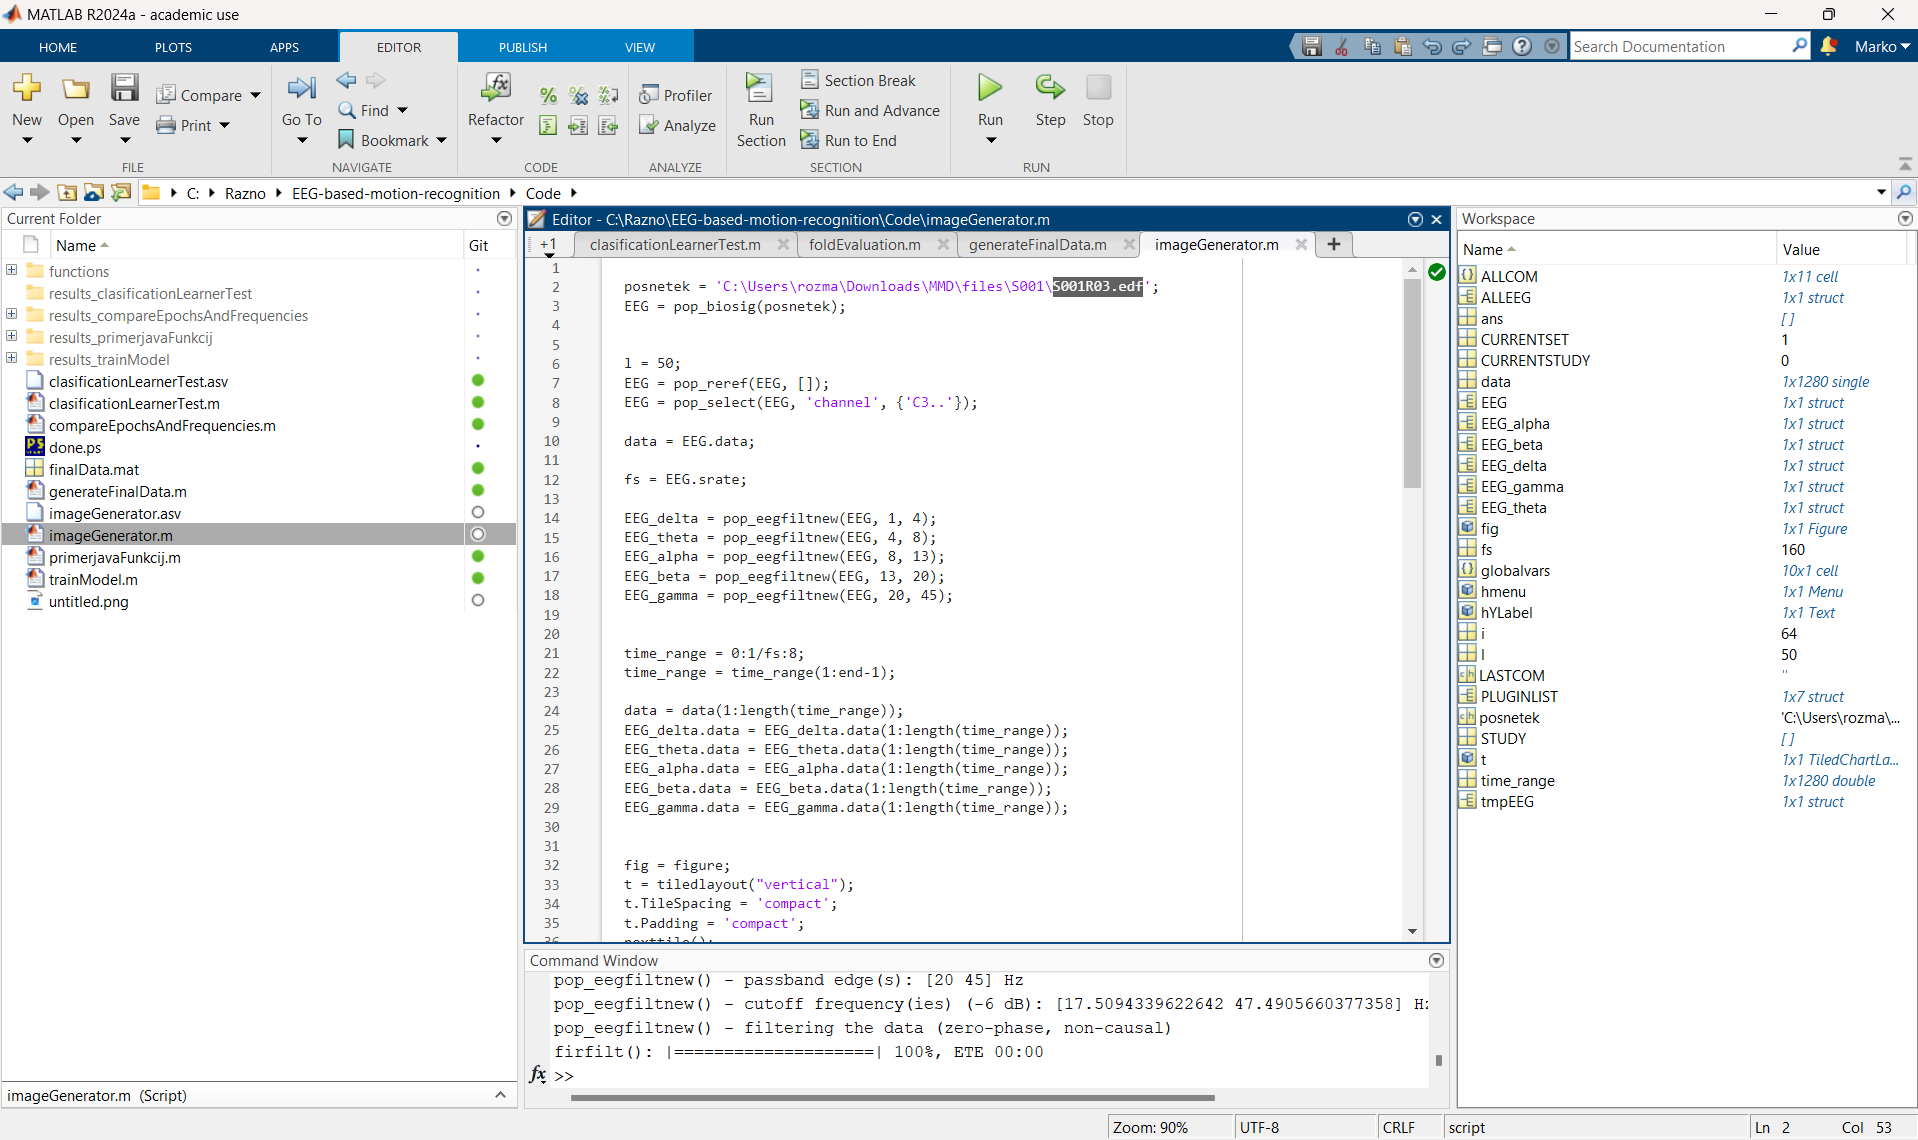 MATLAB R2024a - academic use
HOME PLOTS APPS EDITOR PUBLISH VIEW
Search Documentation
Marko
New
Open
Save
Compare
Print
FILE
Go To
Find
Bookmark
NAVIGATE
Refactor
CODE
Profiler
Analyze
ANALYZE
Run
Section
Section Break
Run and Advance
Run to End
SECTION
Run
Step
Stop
RUN
C: Razno EEG-based-motion-recognition Code
Current Folder
Name Git
functions
results_clasificationLearnerTest
results_compareEpochsAndFrequencies
results_primerjavaFunkcij
results_trainModel
clasificationLearnerTest.asv
clasificationLearnerTest.m
compareEpochsAndFrequencies.m
done.ps
finalData.mat
generateFinalData.m
imageGenerator.asv
imageGenerator.m
primerjavaFunkcij.m
trainModel.m
untitled.png
imageGenerator.m (Script)
Editor - C:\Razno\EEG-based-motion-recognition\Code\imageGenerator.m
+1 clasificationLearnerTest.m foldEvaluation.m generateFinalData.m imageGenerator.m
1
2 posnetek = 'C:\Users\rozma\Downloads\MMD\files\S001\S001R03.edf';
3 EEG = pop_biosig(posnetek);
4
5
6 l = 50;
7 EEG = pop_reref(EEG, []);
8 EEG = pop_select(EEG, 'channel', {'C3..'});
9
10 data = EEG.data;
11
12 fs = EEG.srate;
13
14 EEG_delta = pop_eegfiltnew(EEG, 1, 4);
15 EEG_theta = pop_eegfiltnew(EEG, 4, 8);
16 EEG_alpha = pop_eegfiltnew(EEG, 8, 13);
17 EEG_beta = pop_eegfiltnew(EEG, 13, 20);
18 EEG_gamma = pop_eegfiltnew(EEG, 20, 45);
19
20
21 time_range = 0:1/fs:8;
22 time_range = time_range(1:end-1);
23
24 data = data(1:length(time_range));
25 EEG_delta.data = EEG_delta.data(1:length(time_range));
26 EEG_theta.data = EEG_theta.data(1:length(time_range));
27 EEG_alpha.data = EEG_alpha.data(1:length(time_range));
28 EEG_beta.data = EEG_beta.data(1:length(time_range));
29 EEG_gamma.data = EEG_gamma.data(1:length(time_range));
30
31
32 fig = figure;
33 t = tiledlayout("vertical");
34 t.TileSpacing = 'compact';
35 t.Padding = 'compact';
36 nexttile();
Command Window
pop_eegfiltnew() - passband edge(s): [20 45] Hz
pop_eegfiltnew() - cutoff frequency(ies) (-6 dB): [17.5094339622642 47.4905660377358] Hz
pop_eegfiltnew() - filtering the data (zero-phase, non-causal)
firfilt(): |====================| 100%, ETE 00:00
fx >>
Workspace
Name Value
ALLCOM 1x11 cell
ALLEEG 1x1 struct
ans []
CURRENTSET 1
CURRENTSTUDY 0
data 1x1280 single
EEG 1x1 struct
EEG_alpha 1x1 struct
EEG_beta 1x1 struct
EEG_delta 1x1 struct
EEG_gamma 1x1 struct
EEG_theta 1x1 struct
fig 1x1 Figure
fs 160
globalvars 10x1 cell
hmenu 1x1 Menu
hYLabel 1x1 Text
i 64
l 50
LASTCOM ''
PLUGINLIST 1x7 struct
posnetek 'C:\Users\rozma\...
STUDY []
t 1x1 TiledChartLa...
time_range 1x1280 double
tmpEEG 1x1 struct
Zoom: 90% UTF-8 CRLF script Ln 2 Col 53